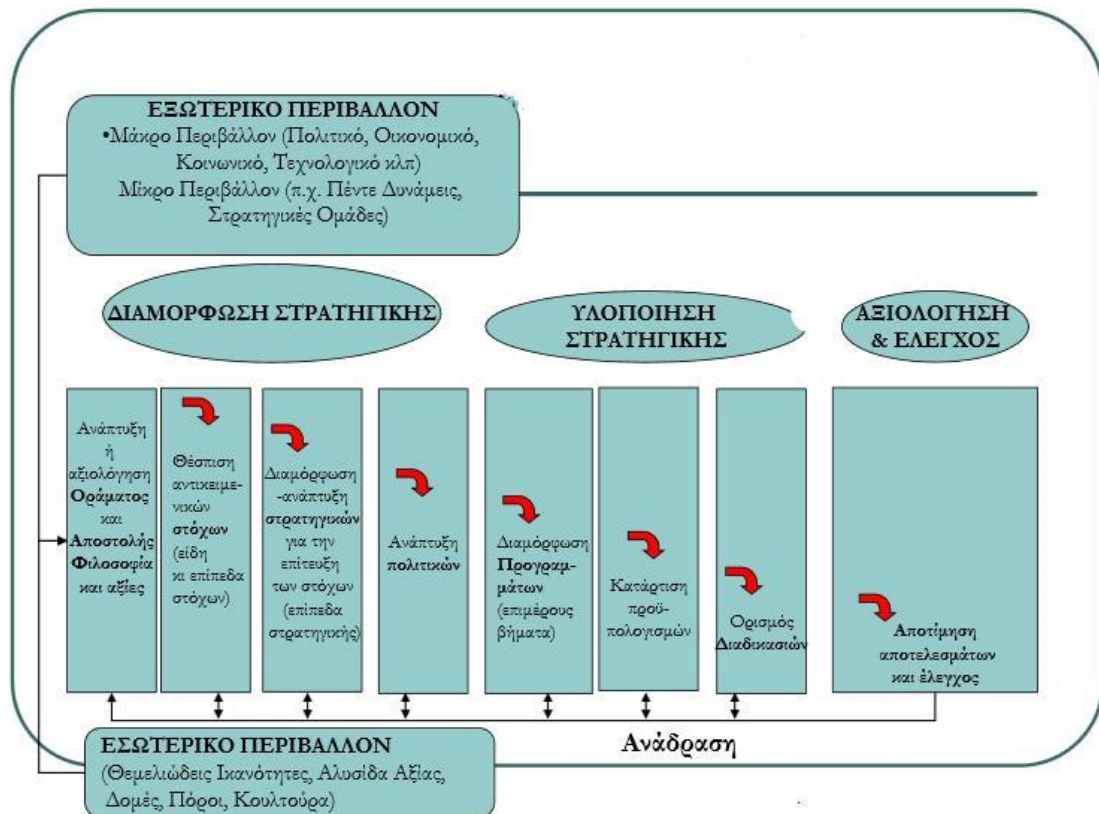 ΕΞΩΤΕΡΙΚΟ ΠΕΡΙΒΑΛΛΟΝ
•Μάκρο Περιβάλλον (Πολιτικό, Οικονομικό,
Κοινωνικό, Τεχνολογικό κλπ)
Μίκρο Περιβάλλον (π.χ. Πέντε Δυνάμεις,
Στρατηγικές Ομάδες)
ΔΙΑΜΟΡΦΩΣΗ ΣΤΡΑΤΗΓΙΚΗΣ
ΥΛΟΠΟΙΗΣΗ
ΣΤΡΑΤΗΓΙΚΗΣ
ΑΞΙΟΛΟΓΗΣΗ
& ΕΛΕΓΧΟΣ
Ανάπτυξη
ή
αξιολόγηση
Οράματος
και
Αποστολής
Φιλοσοφία
και αξίες
Θέσπιση
αντικειμε-
νικών
στόχων
(είδη
κι επίπεδα
στόχων)
Διαμόρφωση
-ανάπτυξη
στρατηγικών
για την
επίτευξη
των στόχων
(επίπεδα
στρατηγικής)
Ανάπτυξη
πολιτικών
Διαμόρφωση
Προγραμ-
μάτων
(επιμέρους
βήματα)
Κατάρτιση
προϋ-
πολογισμών
Ορισμός
Διαδικασιών
Αποτίμηση
αποτελεσμάτων
και έλεγχος
Ανάδραση
ΕΣΩΤΕΡΙΚΟ ΠΕΡΙΒΑΛΛΟΝ
(Θεμελιώδεις Ικανότητες, Αλυσίδα Αξίας,
Δομές, Πόροι, Κουλτούρα)